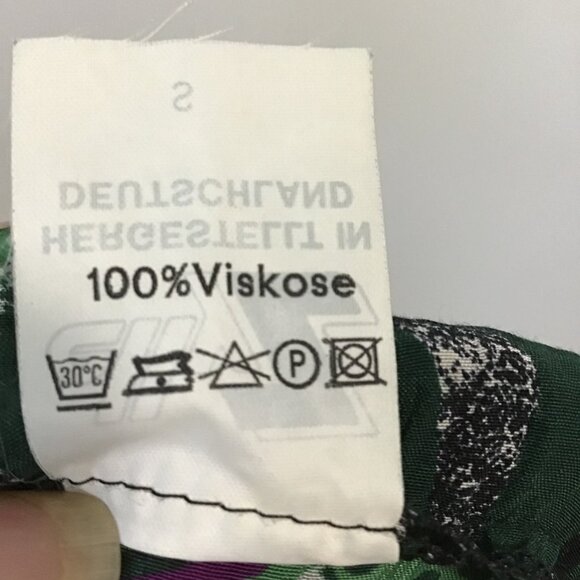 S
DEUTSCHLAND
HERGESTELLT IN
100% Viskose
30°C P